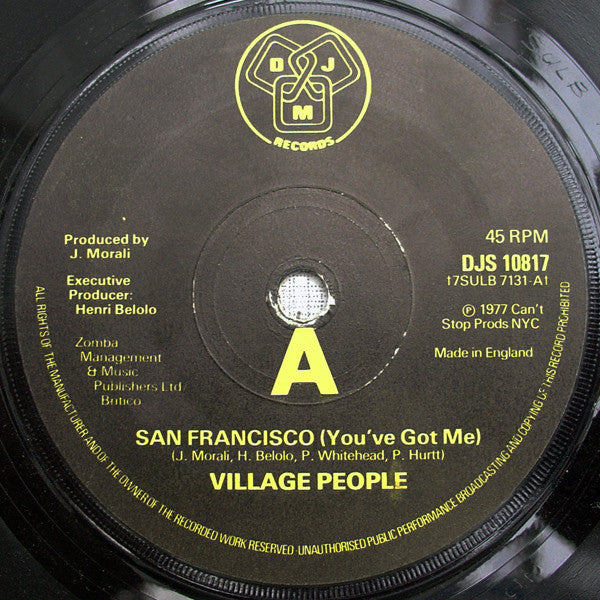 D J
M
RECORDS
Produced by
J. Morali
Executive
Producer:
Henri Belolo
Zomba
Management
& Music
Publishers Ltd/
Britico
45 RPM
DJS 10817
†7SULB 7131·A†
℗ 1977 Can't
Stop Prods NYC
Made in England
A
SAN FRANCISCO (You've Got Me)
(J. Morali, H. Belolo, P. Whitehead, P. Hurtt)
VILLAGE PEOPLE
ALL RIGHTS OF THE MANUFACTURER AND OF THE OWNER OF THE RECORDED WORK RESERVED·UNAUTHORISED PUBLIC PERFORMANCE BROADCASTING AND COPYING OF THIS RECORD PROHIBITED